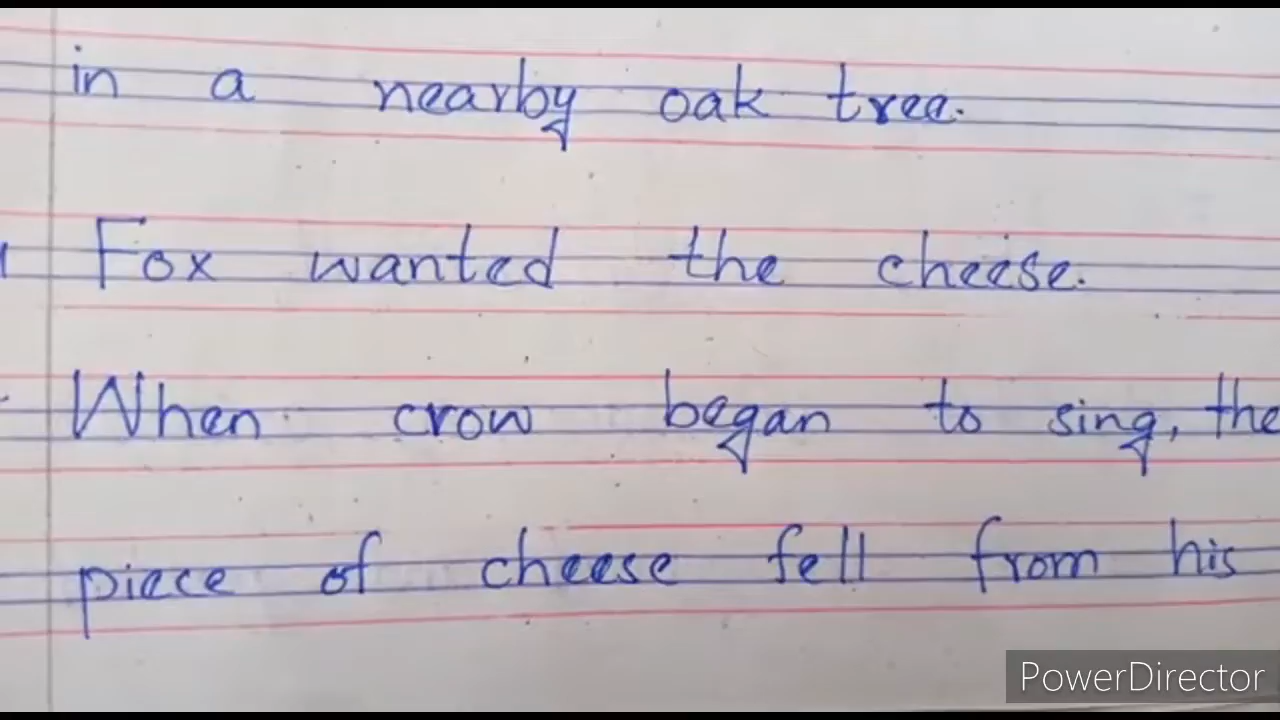 in a nearby oak tree.
Fox wanted the cheese.
When crow began to sing, the
piece of cheese fell from his
PowerDirector